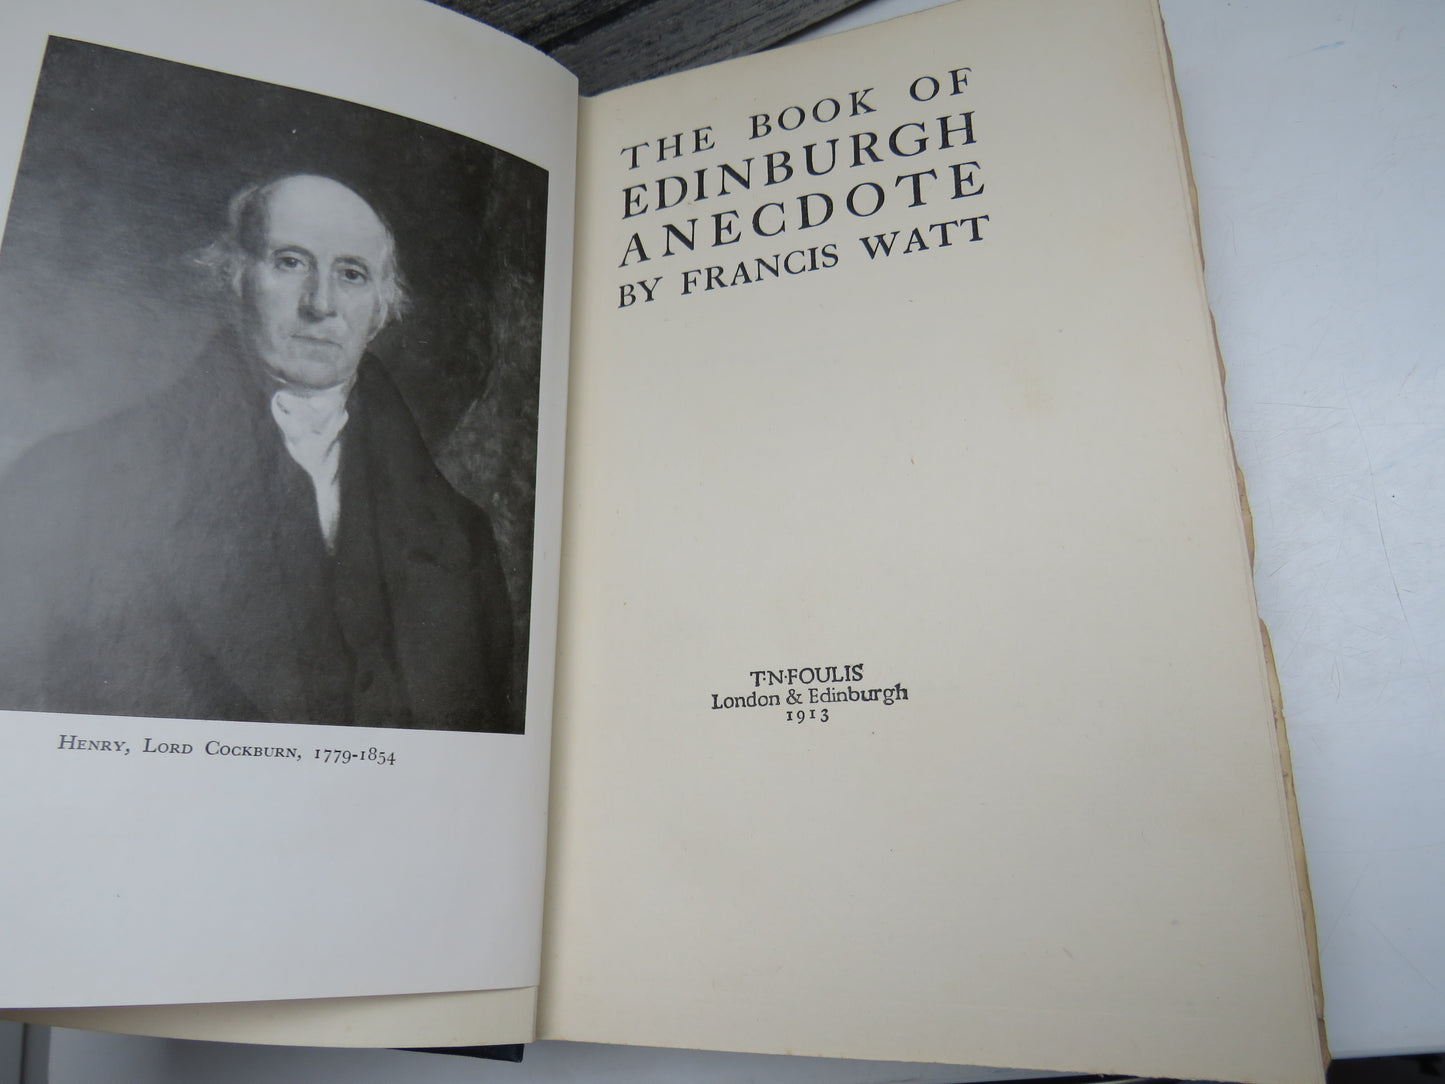 Henry, Lord Cockburn, 1779-1854
THE BOOK OF
EDINBURGH
ANECDOTE
BY FRANCIS WATT
T·N·FOULIS
London & Edinburgh
1913